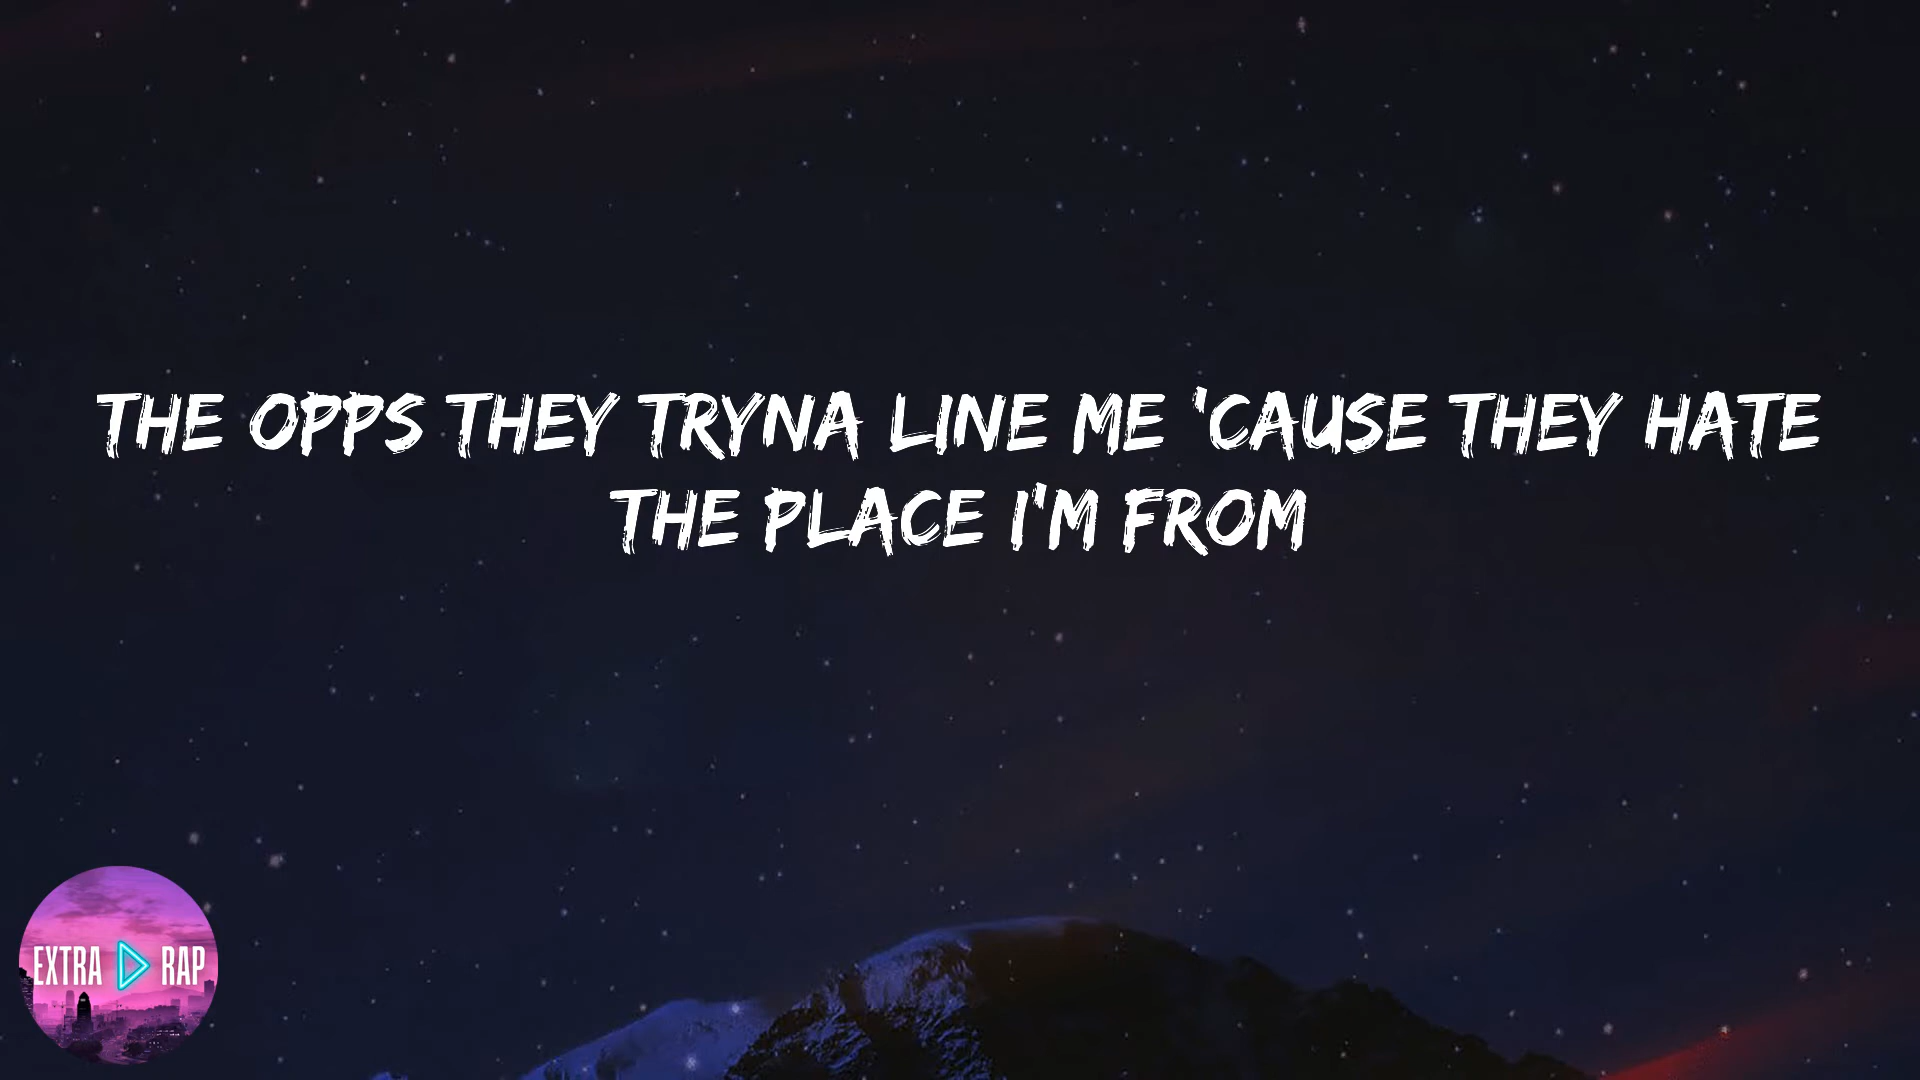 THE OPPS THEY TRYNA LINE ME 'CAUSE THEY HATE
THE PLACE I'M FROM
EXTRA RAP